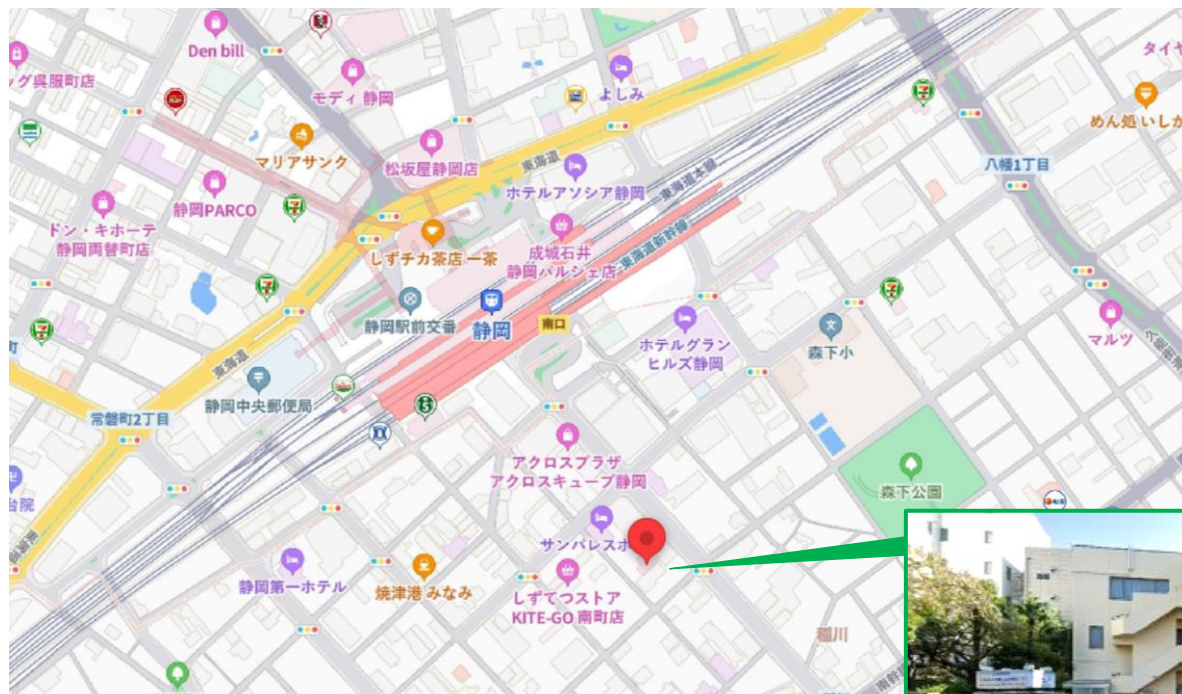 Den bill
タイヤ
ッグ呉服町店
モディ 静岡
よしみ
めん処 いしか
マリアサンク
松坂屋静岡店
東海道
八幡1丁目
東海道本線
ホテルアソシア静岡
静岡PARCO
ドン・キホーテ
静岡両替町店
しずチカ茶店 一茶
成城石井
静岡パルシェ店
東海道新幹線
静岡駅前交番
静岡
南口
ホテルグラン
ヒルズ静岡
森下小
マルツ
町
東海道
静岡中央郵便局
常磐町2丁目
アクロスプラザ
アクロスキューブ静岡
森下公園
台院
サンパレスホ
静岡第一ホテル
焼津港 みなみ
しずてつストア
KITE-GO 南町店
稲川
南幹線